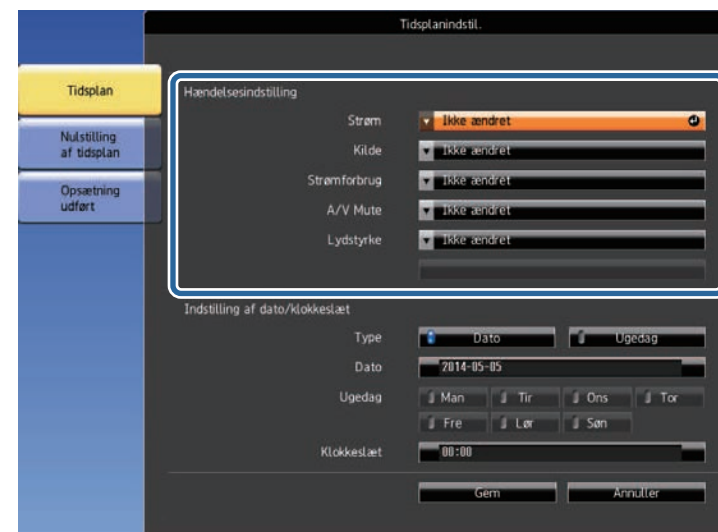 Tidsplanindstil.
Tidsplan
Nulstilling
af tidsplan
Opsætning
udført
Hændelsesindstilling
Strøm Ikke ændret
Kilde Ikke ændret
Strømforbrug Ikke ændret
A/V Mute Ikke ændret
Lydstyrke Ikke ændret
Indstilling af dato/klokkeslæt
Type Dato Ugedag
Dato 2014-05-05
Ugedag Man Tir Ons Tor
Fre Lør Søn
Klokkeslæt 00:00
Gem Annuller